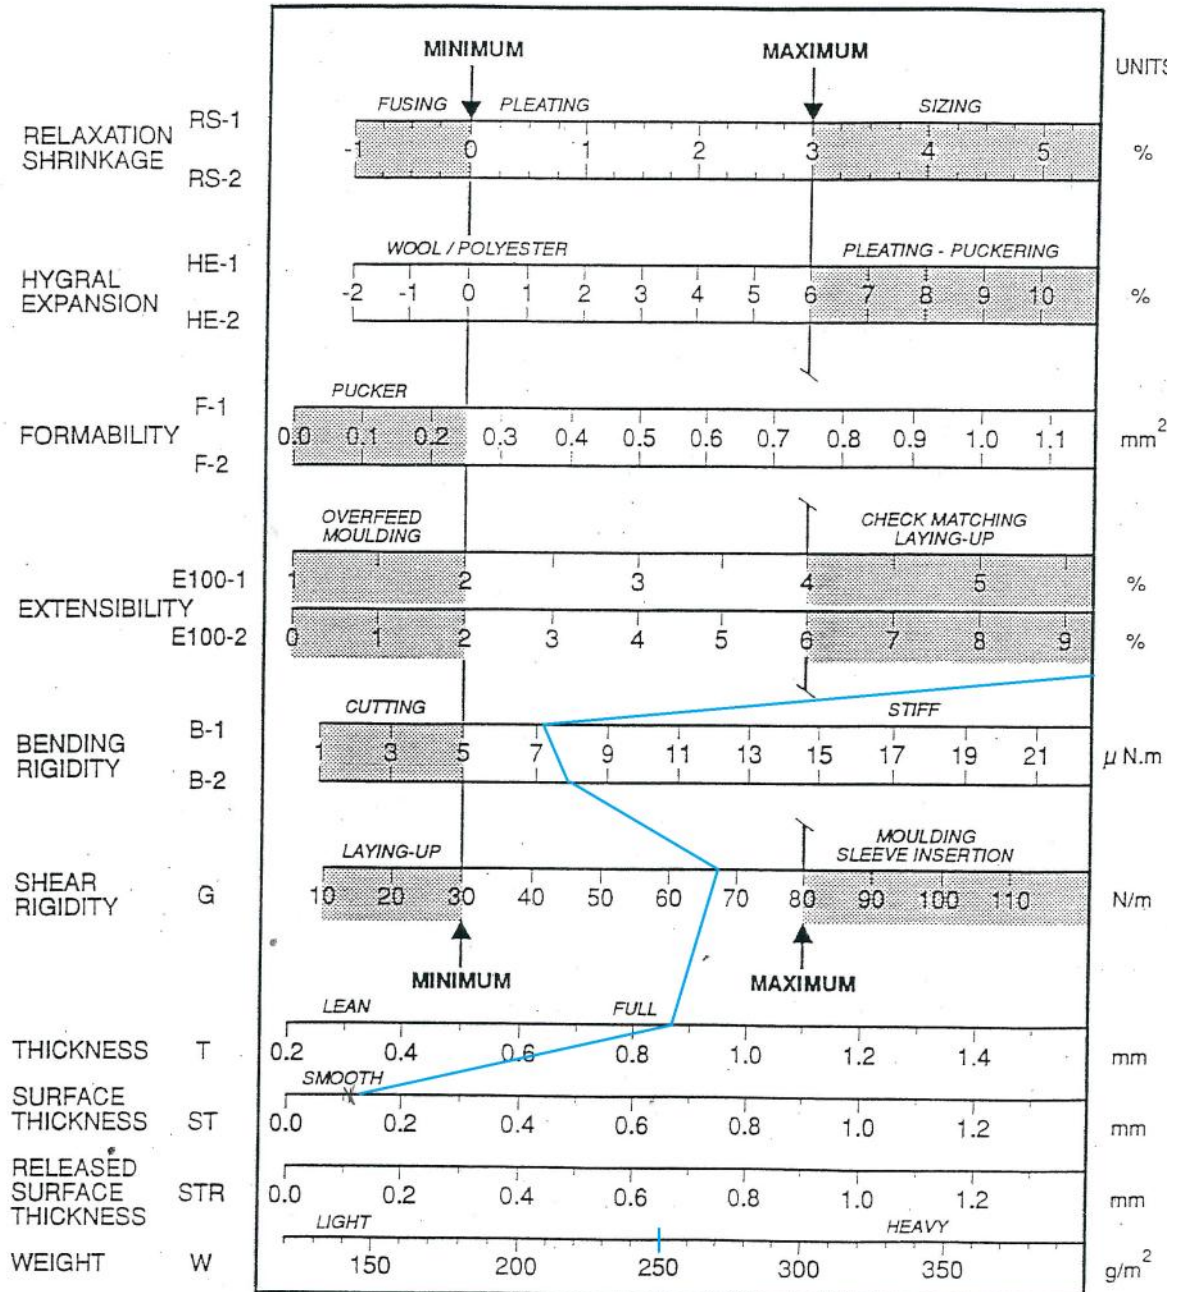 MINIMUM MAXIMUM UNITS
FUSING PLEATING SIZING
RELAXATION SHRINKAGE
RS-1
-1 0 1 2 3 4 5 %
RS-2
WOOL / POLYESTER PLEATING - PUCKERING
HYGRAL EXPANSION
HE-1
-2 -1 0 1 2 3 4 5 6 7 8 9 10 %
HE-2
PUCKER
F-1
FORMABILITY 0.0 0.1 0.2 0.3 0.4 0.5 0.6 0.7 0.8 0.9 1.0 1.1 mm²
F-2
OVERFEED MOULDING
CHECK MATCHING LAYING-UP
E100-1 1 2 3 4 5 %
EXTENSIBILITY
E100-2 0 1 2 3 4 5 6 7 8 9 %
CUTTING STIFF
BENDING RIGIDITY
B-1
1 3 5 7 9 11 13 15 17 19 21 μ N.m
B-2
LAYING-UP
MOULDING SLEEVE INSERTION
SHEAR RIGIDITY
G 10 20 30 40 50 60 70 80 90 100 110 N/m
MINIMUM MAXIMUM
LEAN FULL
THICKNESS T 0.2 0.4 0.6 0.8 1.0 1.2 1.4 mm
SMOOTH
SURFACE THICKNESS
ST 0.0 0.2 0.4 0.6 0.8 1.0 1.2 mm
RELEASED SURFACE THICKNESS
STR 0.0 0.2 0.4 0.6 0.8 1.0 1.2 mm
LIGHT HEAVY
WEIGHT W 150 200 250 300 350 g/m²